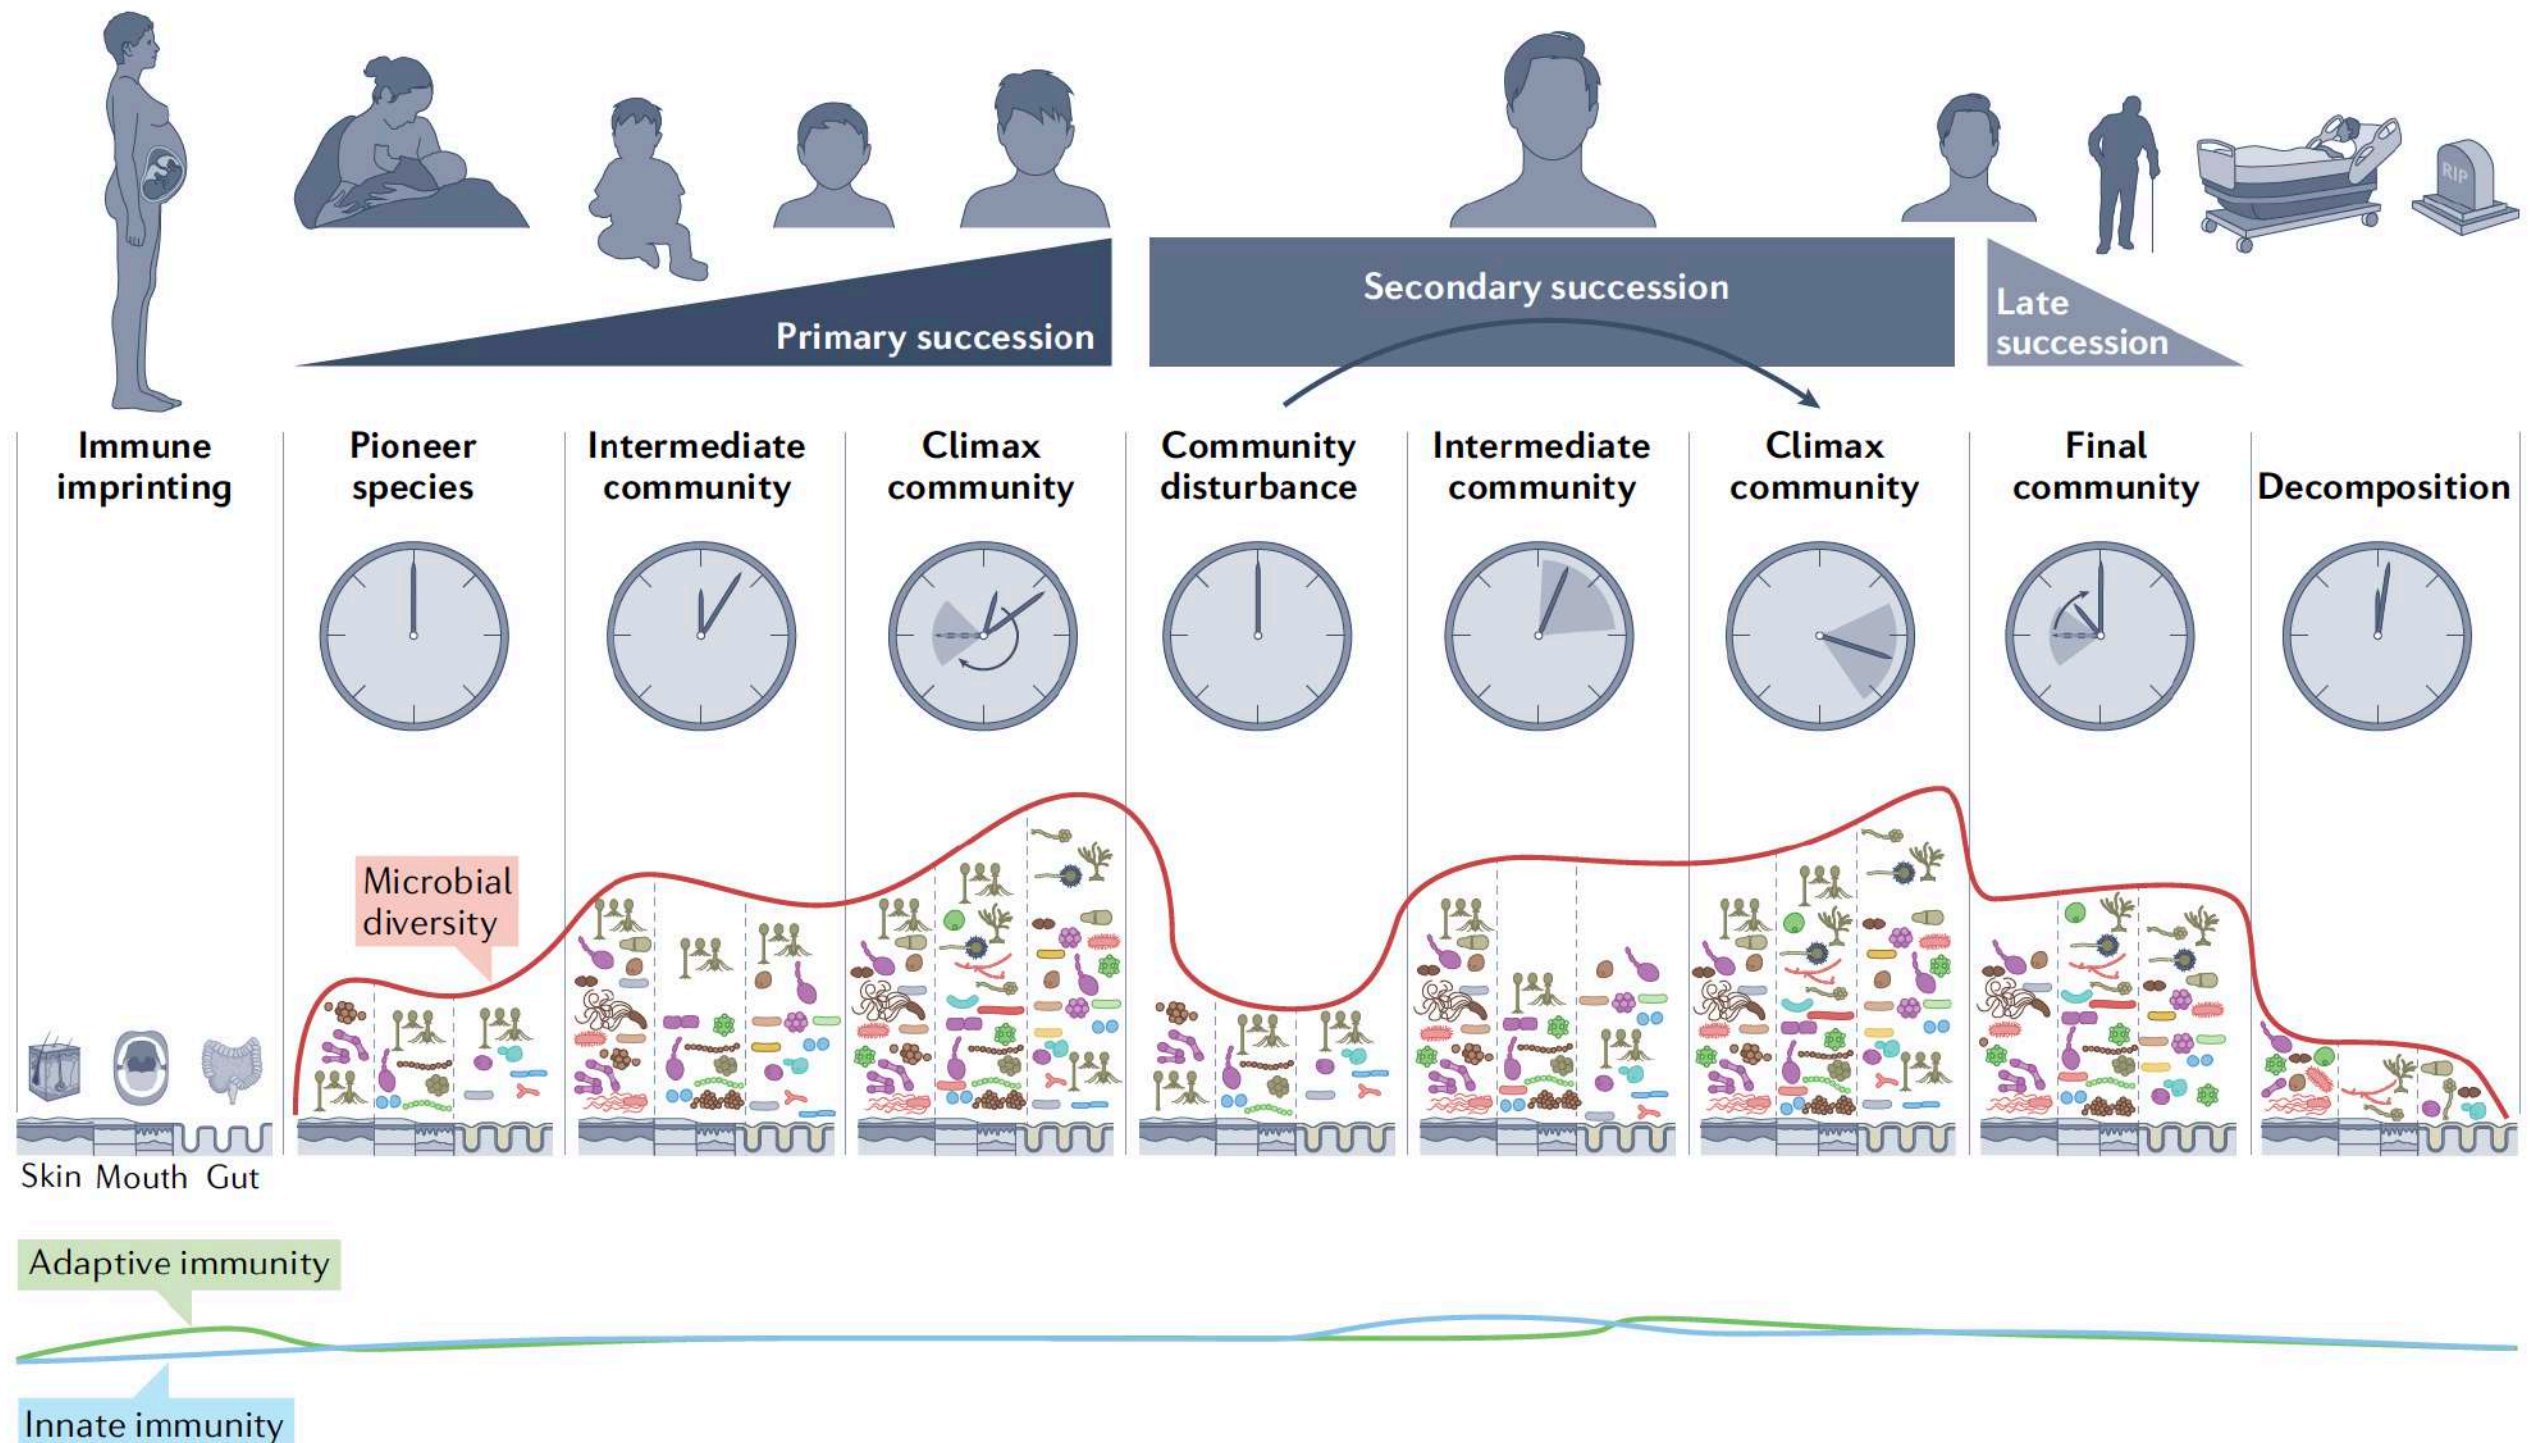 RIP
Primary succession
Secondary succession
Late
succession
Immune
imprinting
Pioneer
species
Intermediate
community
Climax
community
Community
disturbance
Intermediate
community
Climax
community
Final
community
Decomposition
Microbial
diversity
Skin Mouth Gut
Adaptive immunity
Innate immunity